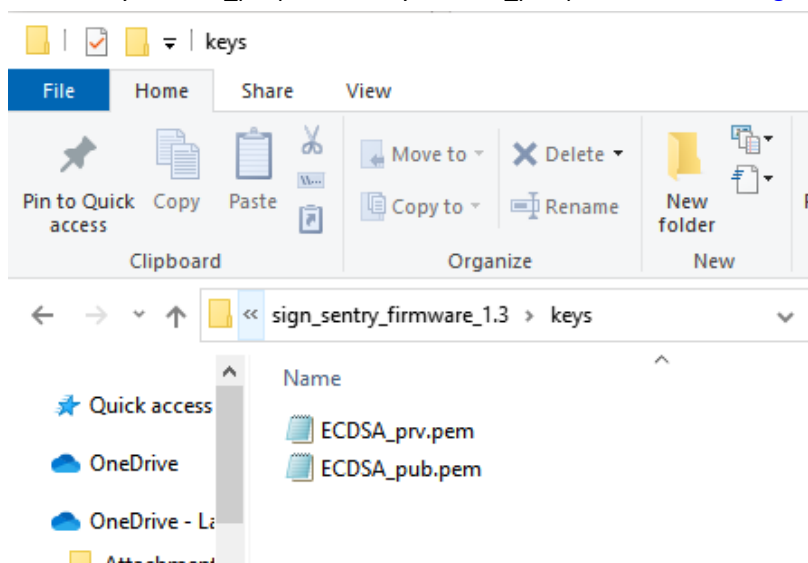 keys
File Home Share View
Pin to Quick access
Copy
Paste
Move to
Copy to
Delete
Rename
New folder
Clipboard
Organize
New
« sign_sentry_firmware_1.3 > keys
Name
Quick access
ECDSA_prv.pem
OneDrive
ECDSA_pub.pem
OneDrive - La